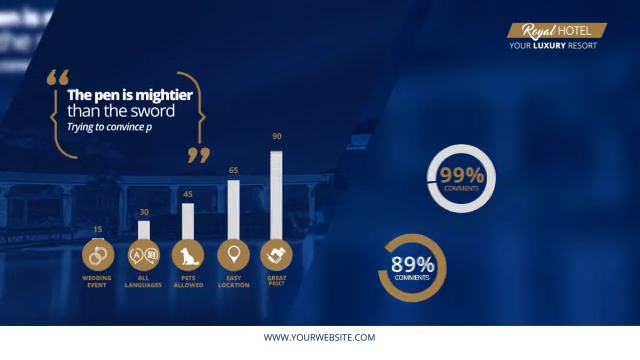 Royal HOTEL
YOUR LUXURY RESORT
“
The pen is mightier
than the sword
Trying to convince p
”
15
30
45
65
90
WEDDING
EVENT
ALL
LANGUAGES
PETS
ALLOWED
EASY
LOCATION
GREAT
99%
COMMENTS
89%
COMMENTS
WWW.YOURWEBSITE.COM